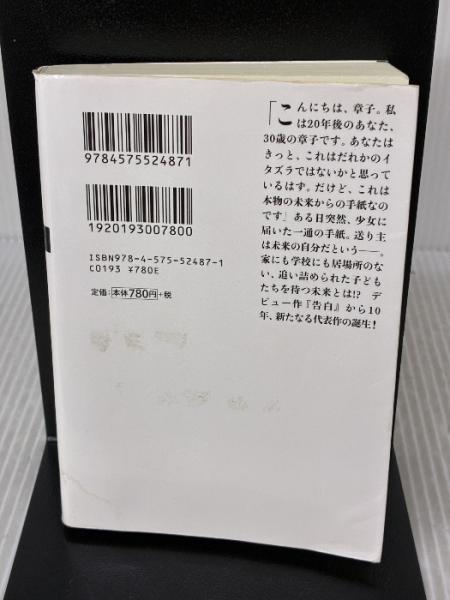 「こんにちは、章子。私
は20年後のあなた、
30歳の章子です。あなたは
きっと、これはだれかのイ
タズラではないかと思って
いるはず。だけど、これは
本物の未来からの手紙なの
です」ある日突然、少女に
届いた一通の手紙。送り主
は未来の自分だという――。
家にも学校にも居場所のな
い、追い詰められた子ども
たちを待つ未来とは!? デ
ビュー作『告白』から10
年、新たなる代表作の誕生!
9784575524871
1920193007800
ISBN978-4-575-52487-1
C0193 ¥780E
定価:本体780円+税